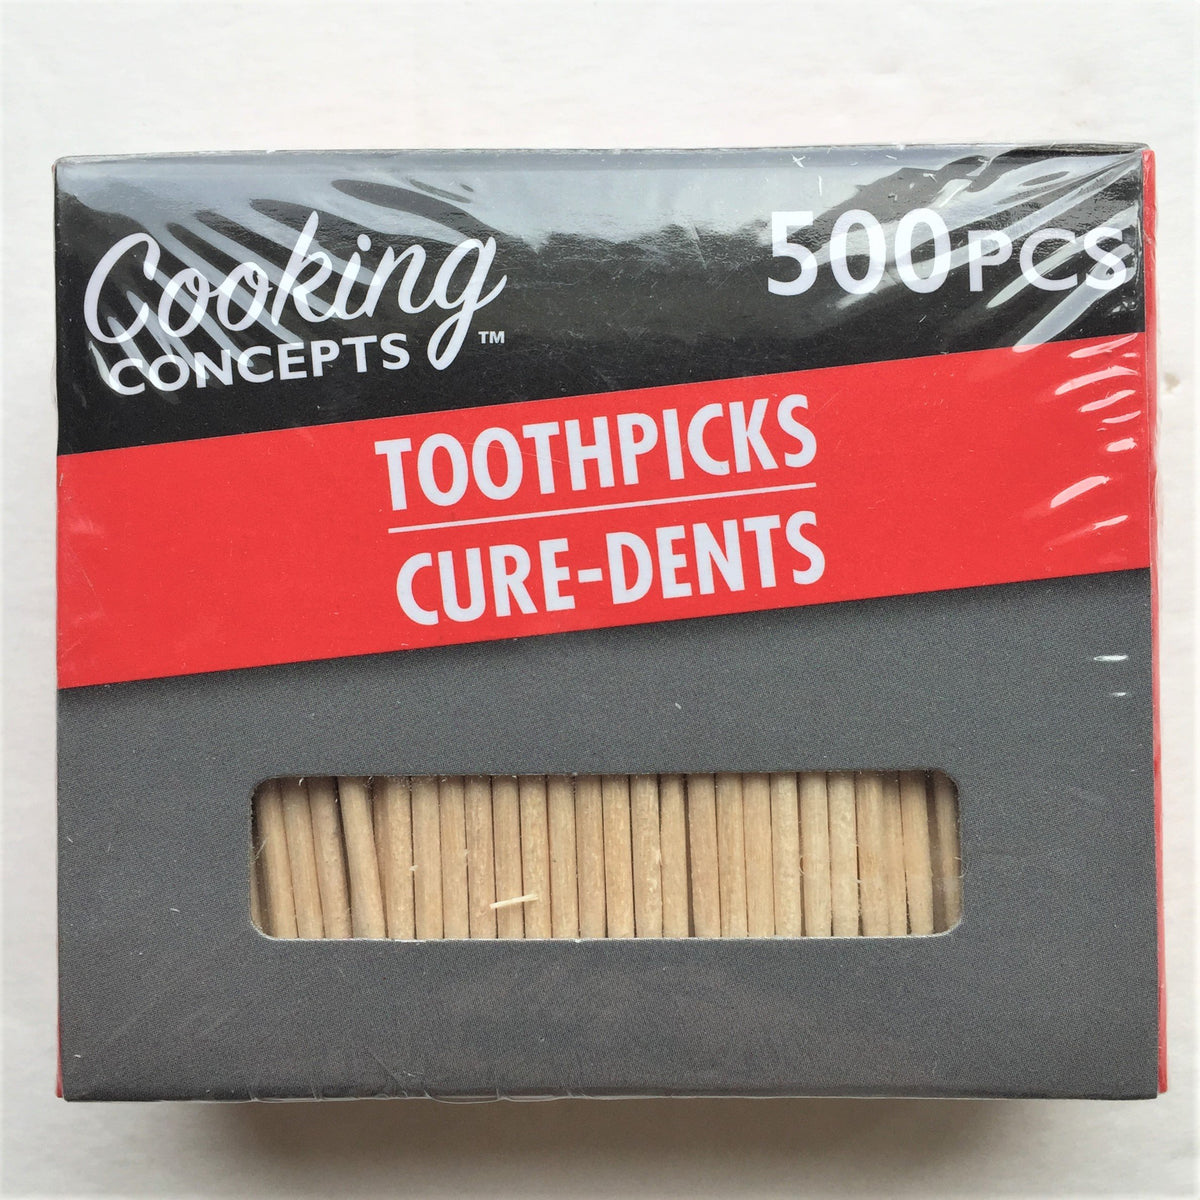 Cooking
CONCEPTS™
500PCS
TOOTHPICKS
CURE-DENTS